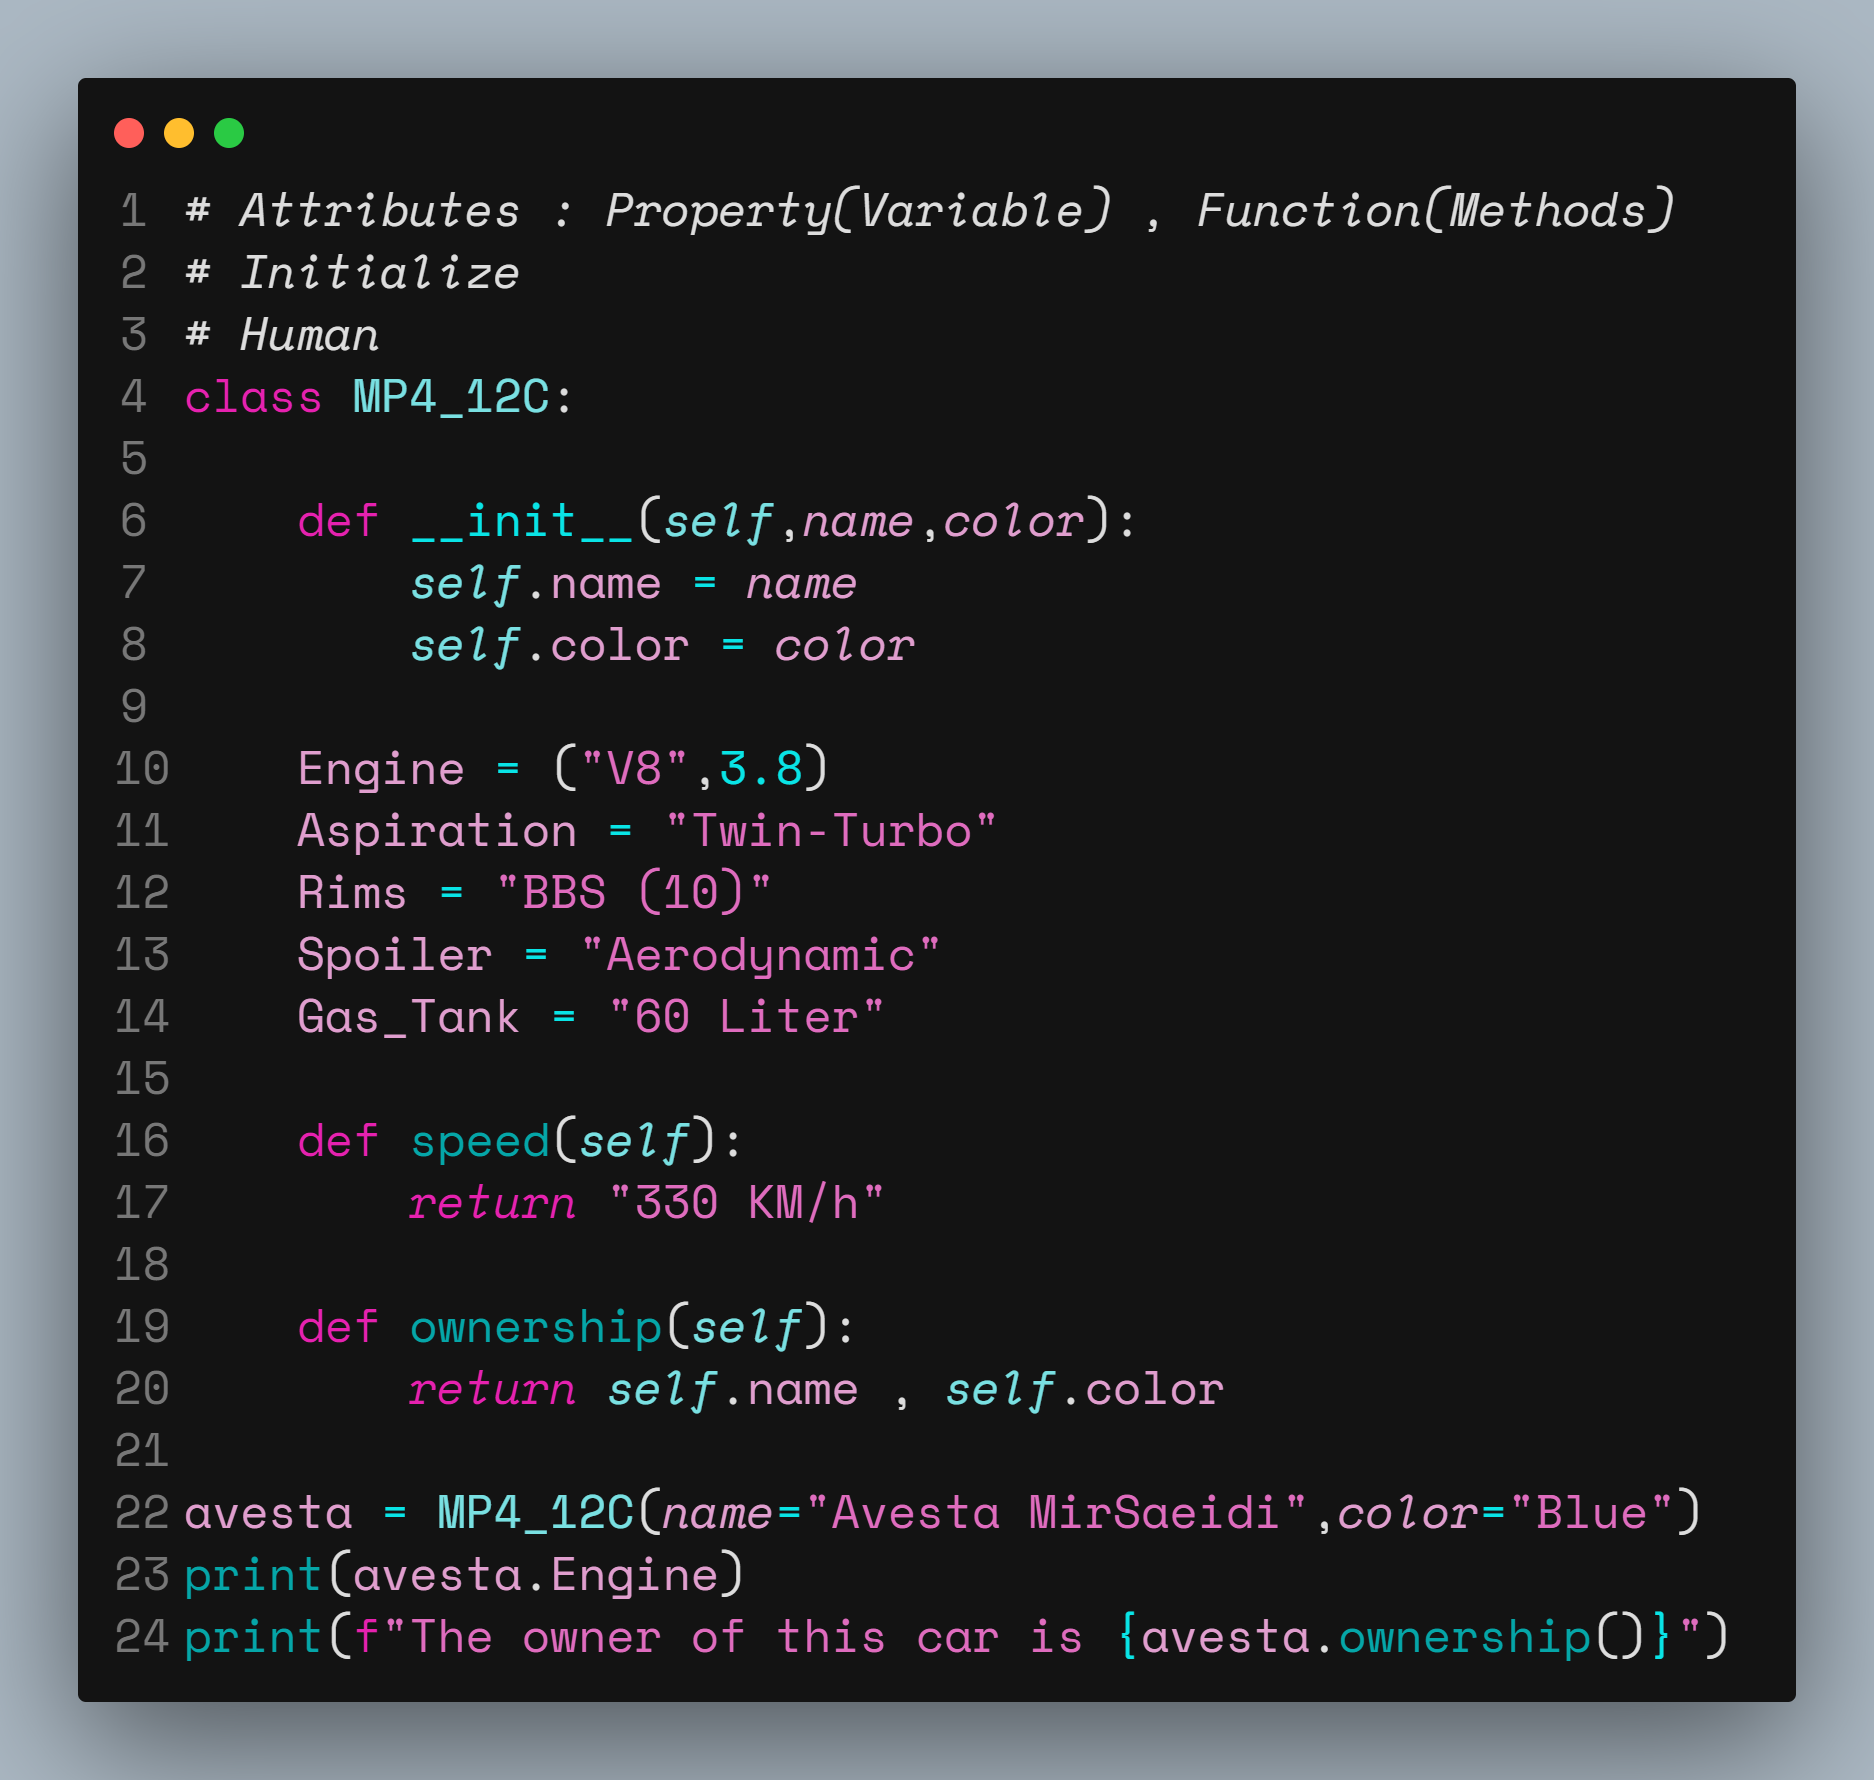 1 # Attributes : Property(Variable) , Function(Methods)
2 # Initialize
3 # Human
4 class MP4_12C:
5
6     def __init__(self,name,color):
7         self.name = name
8         self.color = color
9
10     Engine = ("V8",3.8)
11     Aspiration = "Twin-Turbo"
12     Rims = "BBS (10)"
13     Spoiler = "Aerodynamic"
14     Gas_Tank = "60 Liter"
15
16     def speed(self):
17         return "330 KM/h"
18
19     def ownership(self):
20         return self.name , self.color
21
22 avesta = MP4_12C(name="Avesta MirSaeidi",color="Blue")
23 print(avesta.Engine)
24 print(f"The owner of this car is {avesta.ownership()}")